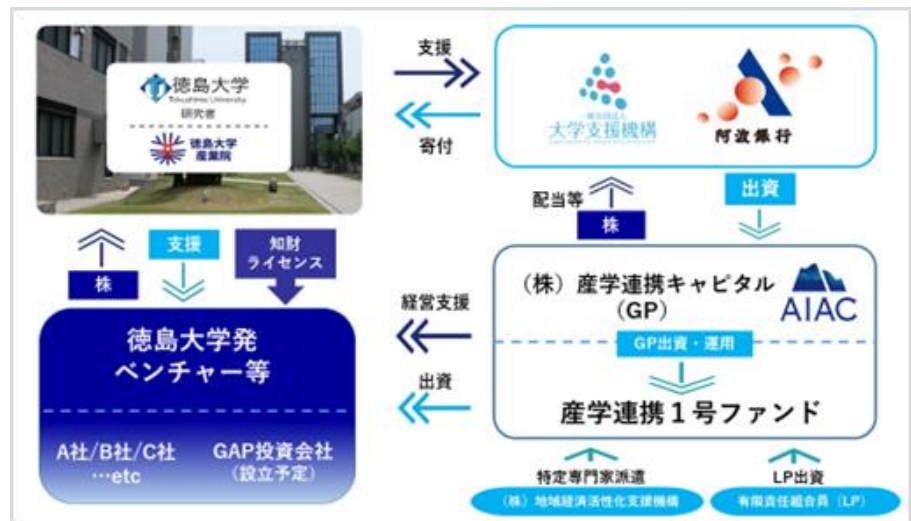 徳島大学
Tokushima University
研究者
徳島大学
産業院
支援
寄付
一般社団法人
大学支援機構
阿波銀行
配当等
株
出資
株
支援
知財
ライセンス
(株)産学連携キャピタル
(GP)
AIAC
GP出資・運用
産学連携1号ファンド
経営支援
出資
徳島大学発
ベンチャー等
A社/B社/C社
…etc
GAP投資会社
(設立予定)
特定専門家派遣
(株)地域経済活性化支援機構
LP出資
有限責任組合員(LP)